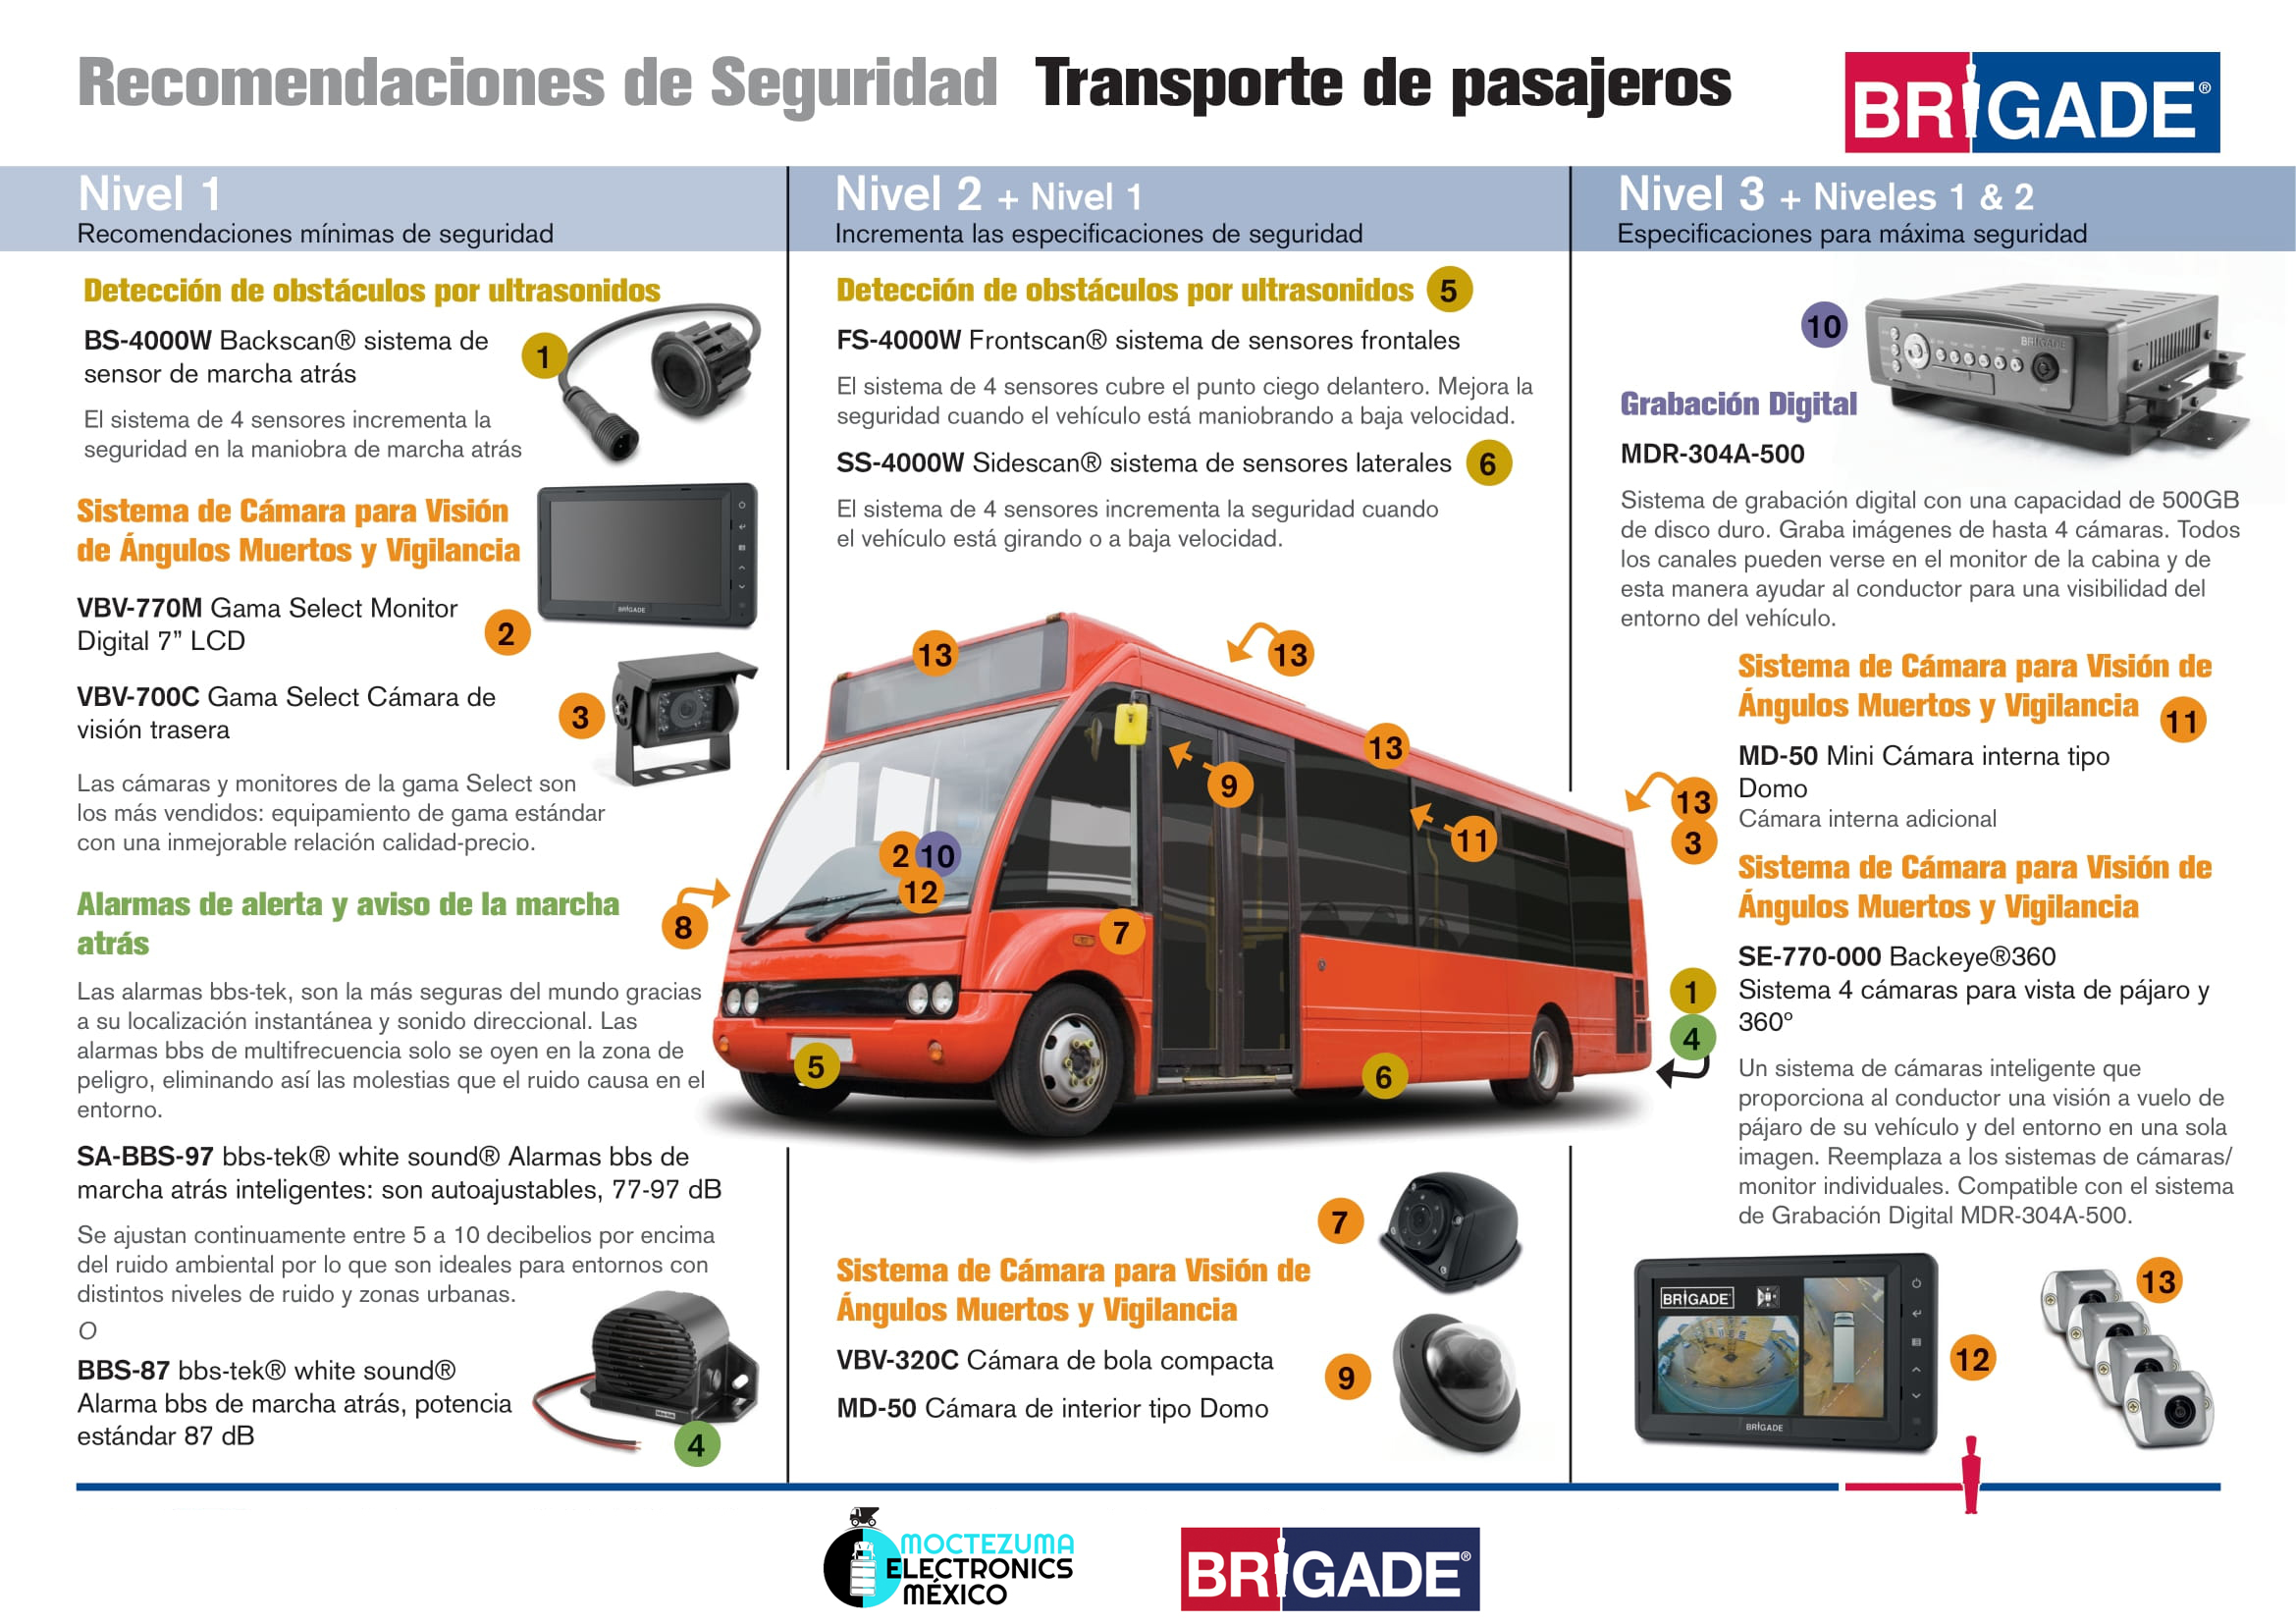 Recomendaciones de Seguridad Transporte de pasajeros
BRIGADE®
Nivel 1
Recomendaciones mínimas de seguridad
Detección de obstáculos por ultrasonidos
BS-4000W Backscan® sistema de
sensor de marcha atrás
1
El sistema de 4 sensores incrementa la
seguridad en la maniobra de marcha atrás
Sistema de Cámara para Visión
de Ángulos Muertos y Vigilancia
BRIGADE
VBV-770M Gama Select Monitor
Digital 7” LCD
2
VBV-700C Gama Select Cámara de
visión trasera
3
Las cámaras y monitores de la gama Select son
los más vendidos: equipamiento de gama estándar
con una inmejorable relación calidad-precio.
Alarmas de alerta y aviso de la marcha
atrás
Las alarmas bbs-tek, son la más seguras del mundo gracias
a su localización instantánea y sonido direccional. Las
alarmas bbs de multifrecuencia solo se oyen en la zona de
peligro, eliminando así las molestias que el ruido causa en el
entorno.
SA-BBS-97 bbs-tek® white sound® Alarmas bbs de
marcha atrás inteligentes: son autoajustables, 77-97 dB
Se ajustan continuamente entre 5 a 10 decibelios por encima
del ruido ambiental por lo que son ideales para entornos con
distintos niveles de ruido y zonas urbanas.
O
BBS-87 bbs-tek® white sound®
Alarma bbs de marcha atrás, potencia
estándar 87 dB
4
Nivel 2 + Nivel 1
Incrementa las especificaciones de seguridad
Detección de obstáculos por ultrasonidos 5
FS-4000W Frontscan® sistema de sensores frontales
El sistema de 4 sensores cubre el punto ciego delantero. Mejora la
seguridad cuando el vehículo está maniobrando a baja velocidad.
SS-4000W Sidescan® sistema de sensores laterales 6
El sistema de 4 sensores incrementa la seguridad cuando
el vehículo está girando o a baja velocidad.
13
13
13
9
11
2 10
12
8
7
5
6
13
3
1
4
7
Sistema de Cámara para Visión de
Ángulos Muertos y Vigilancia
VBV-320C Cámara de bola compacta
9
MD-50 Cámara de interior tipo Domo
Nivel 3 + Niveles 1 & 2
Especificaciones para máxima seguridad
10
BRIGADE
Grabación Digital
MDR-304A-500
Sistema de grabación digital con una capacidad de 500GB
de disco duro. Graba imágenes de hasta 4 cámaras. Todos
los canales pueden verse en el monitor de la cabina y de
esta manera ayudar al conductor para una visibilidad del
entorno del vehículo.
Sistema de Cámara para Visión de
Ángulos Muertos y Vigilancia 11
MD-50 Mini Cámara interna tipo
Domo
Cámara interna adicional
Sistema de Cámara para Visión de
Ángulos Muertos y Vigilancia
SE-770-000 Backeye®360
Sistema 4 cámaras para vista de pájaro y
360º
Un sistema de cámaras inteligente que
proporciona al conductor una visión a vuelo de
pájaro de su vehículo y del entorno en una sola
imagen. Reemplaza a los sistemas de cámaras/
monitor individuales. Compatible con el sistema
de Grabación Digital MDR-304A-500.
BRIGADE
BRIGADE
12
13
MOCTEZUMA
ELECTRONICS
MÉXICO
BRIGADE®